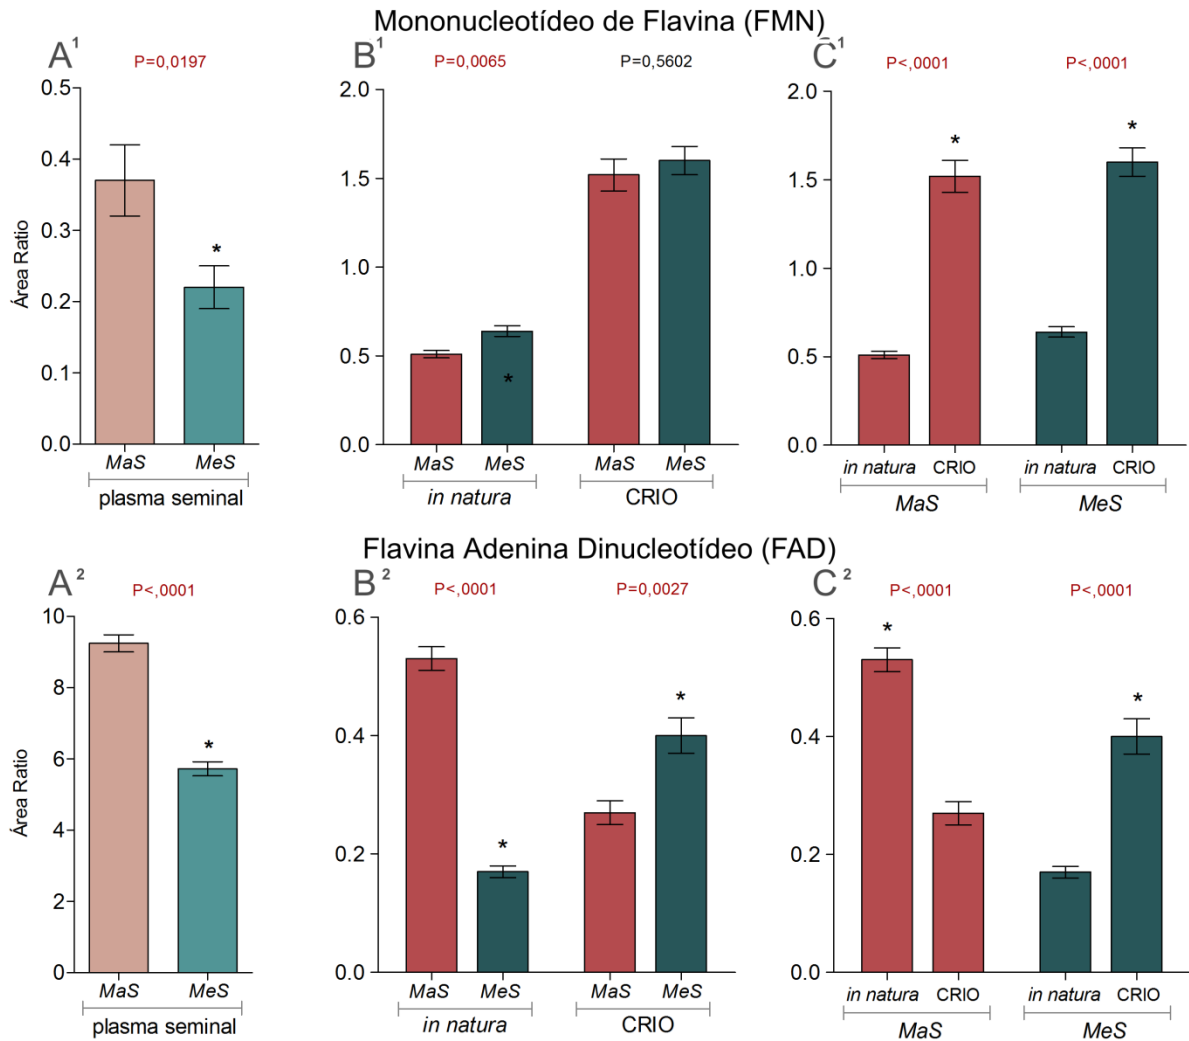 Mononucleotídeo de Flavina (FMN)
A1
P=0,0197
Área Ratio
0.5
0.4
0.3
0.2
0.1
0.0
*
MaS MeS
plasma seminal
B1
P=0,0065 P=0,5602
2.0
1.5
1.0
0.5
0.0
*
MaS MeS MaS MeS
in natura CRIO
C1
P<,0001 P<,0001
2.0
1.5
1.0
0.5
0.0
* *
in natura CRIO in natura CRIO
MaS MeS
Flavina Adenina Dinucleotídeo (FAD)
A2
P<,0001
Área Ratio
10
8
6
4
2
0
*
MaS MeS
plasma seminal
B2
P<,0001 P=0,0027
0.6
0.4
0.2
0.0
* *
MaS MeS MaS MeS
in natura CRIO
C2
P<,0001 P<,0001
0.6
0.4
0.2
0.0
* *
in natura CRIO in natura CRIO
MaS MeS